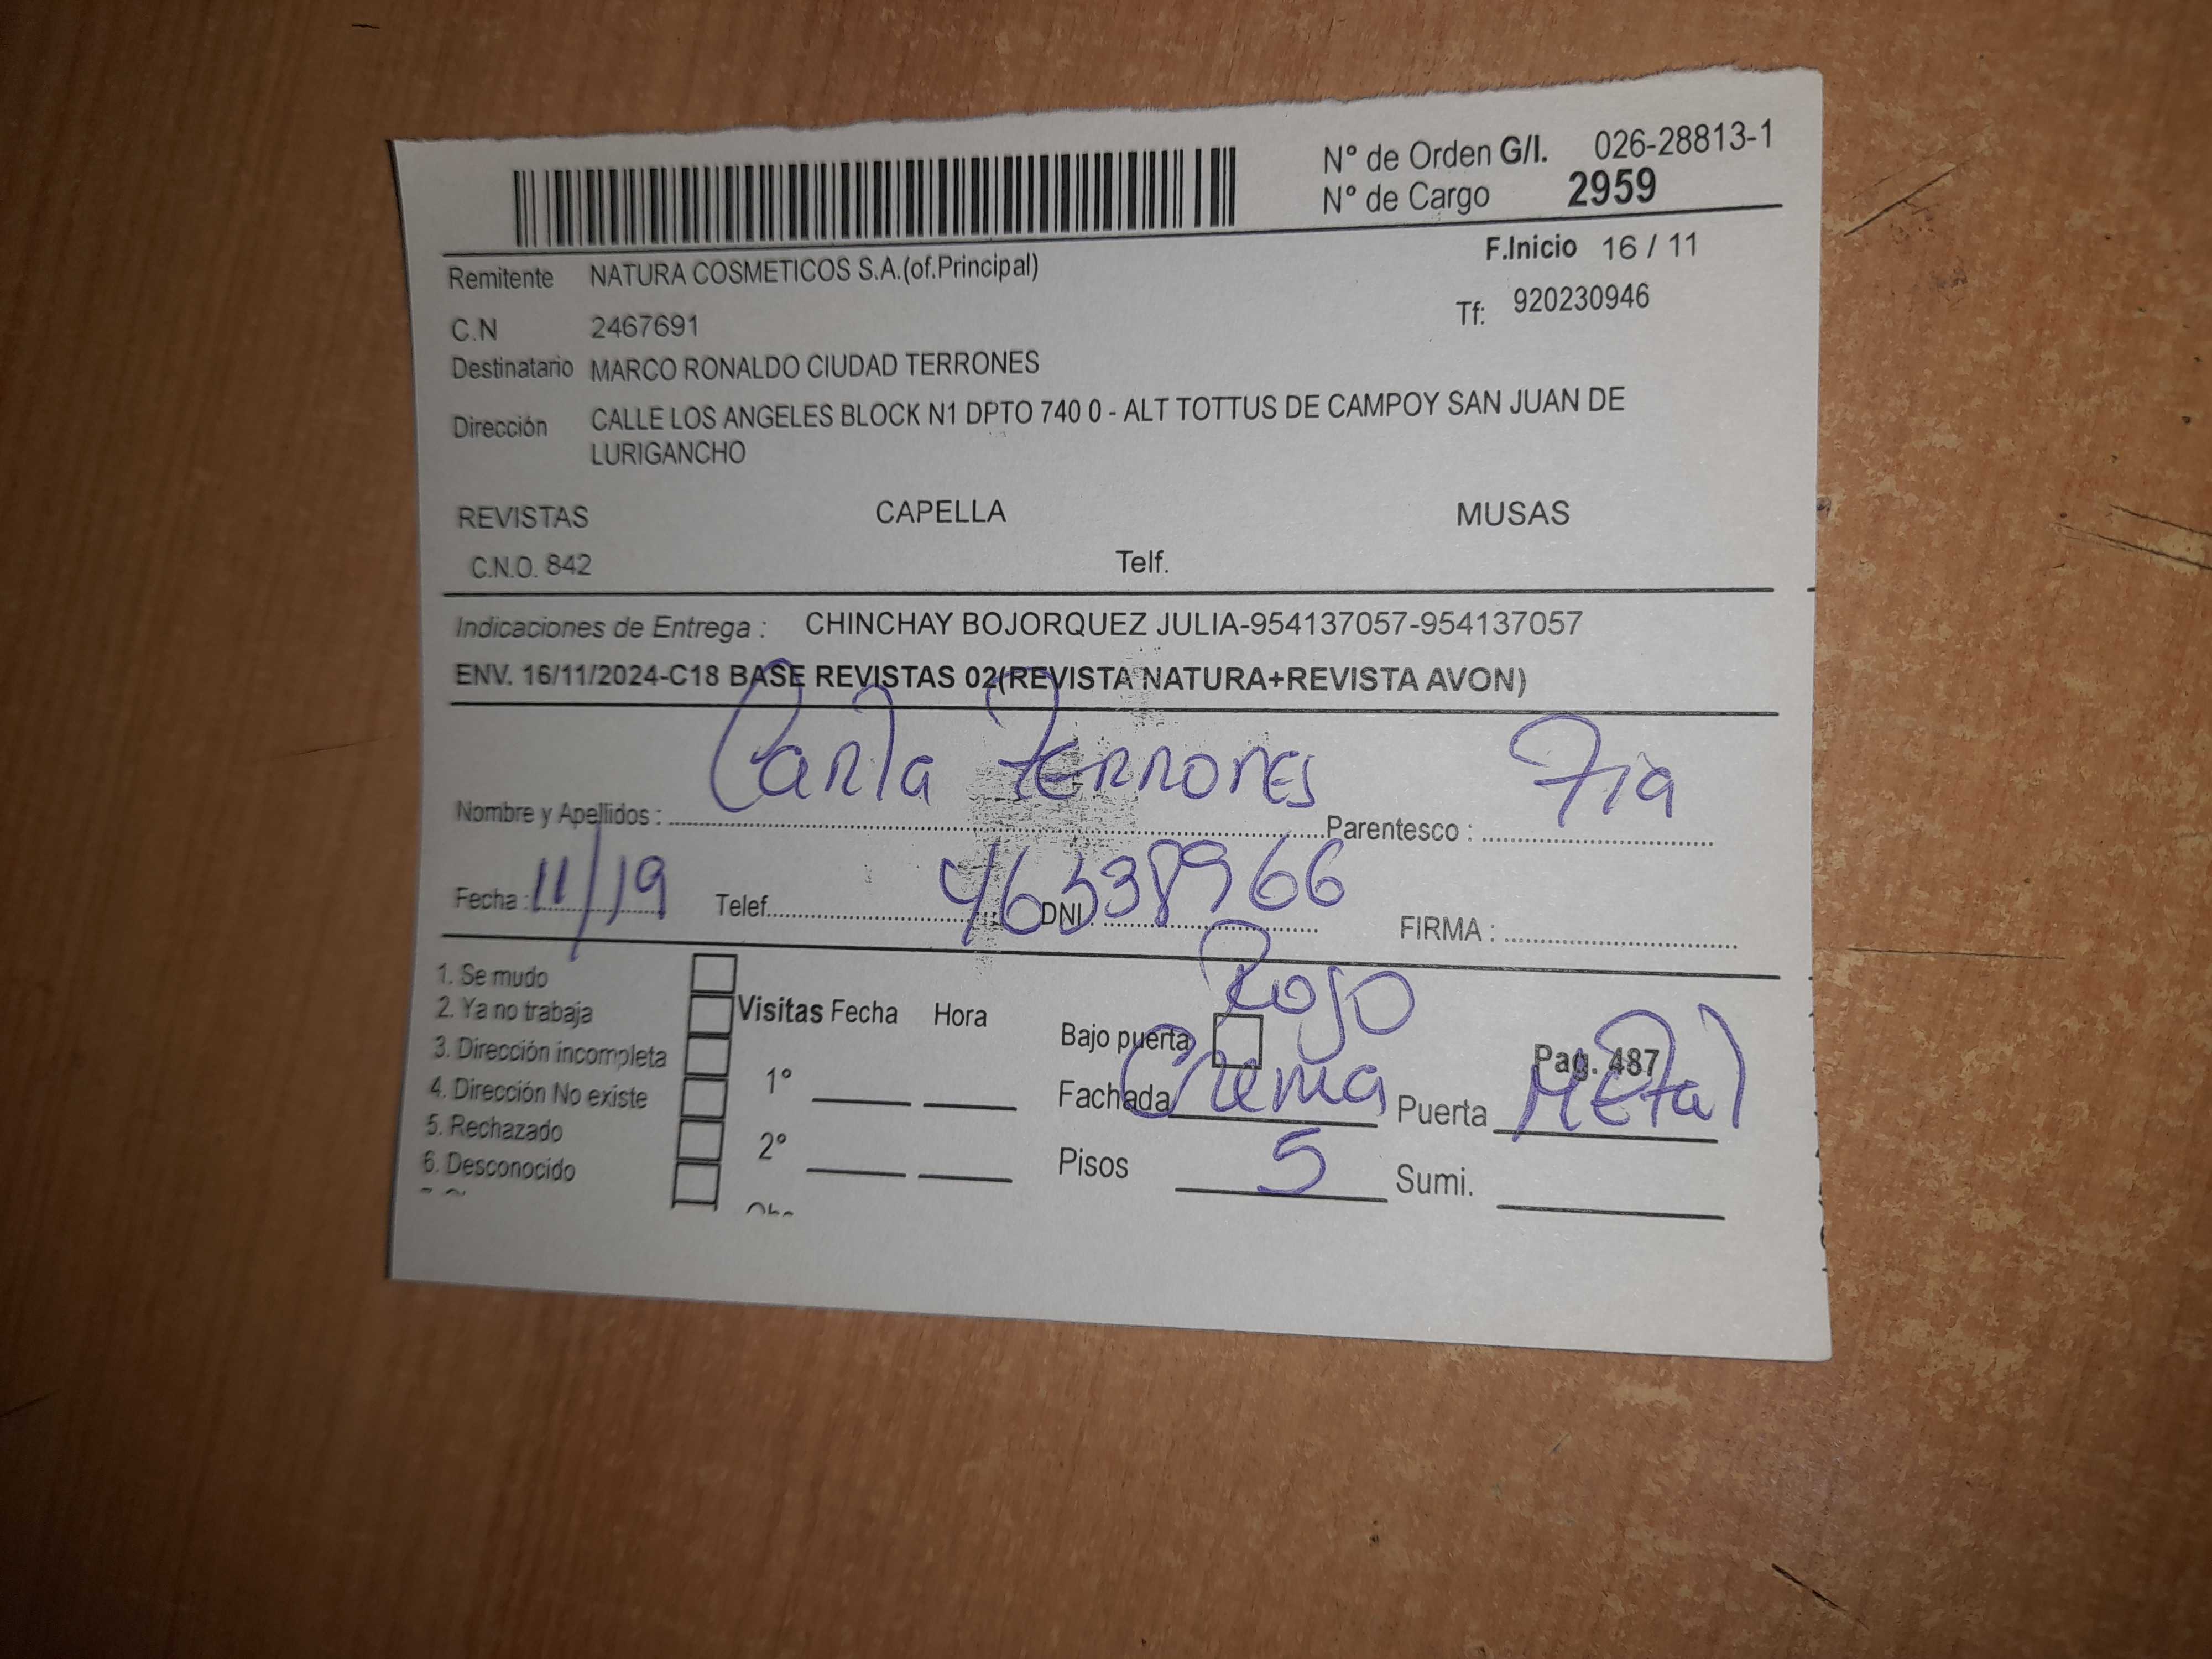 N° de Orden G/I. 026-28813-1
N° de Cargo 2959
F.Inicio 16 / 11
Remitente NATURA COSMETICOS S.A.(of.Principal)
Tf: 920230946
C.N 2467691
Destinatario MARCO RONALDO CIUDAD TERRONES
Dirección CALLE LOS ANGELES BLOCK N1 DPTO 740 0 - ALT TOTTUS DE CAMPOY SAN JUAN DE
LURIGANCHO
REVISTAS CAPELLA MUSAS
C.N.O. 842 Telf.
Indicaciones de Entrega : CHINCHAY BOJORQUEZ JULIA-954137057-954137057
ENV. 16/11/2024-C18 BASE REVISTAS 02(REVISTA NATURA+REVISTA AVON)
Nombre y Apellidos : Carla Terrones Parentesco : Tia
Fecha : 11/19 Telef. DNI 46338966 FIRMA :
1. Se mudo
2. Ya no trabaja
3. Dirección incompleta
4. Dirección No existe
5. Rechazado
6. Desconocido
Visitas Fecha Hora
1°
2°
Rojo
Bajo puerta Pag. 487
Fachada Crema Puerta Metal
Pisos 5 Sumi.